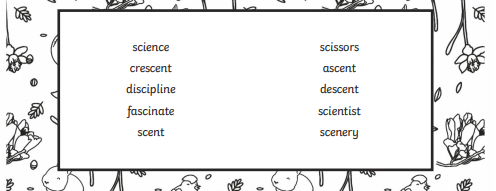 science
crescent
discipline
fascinate
scent
scissors
ascent
descent
scientist
scenery